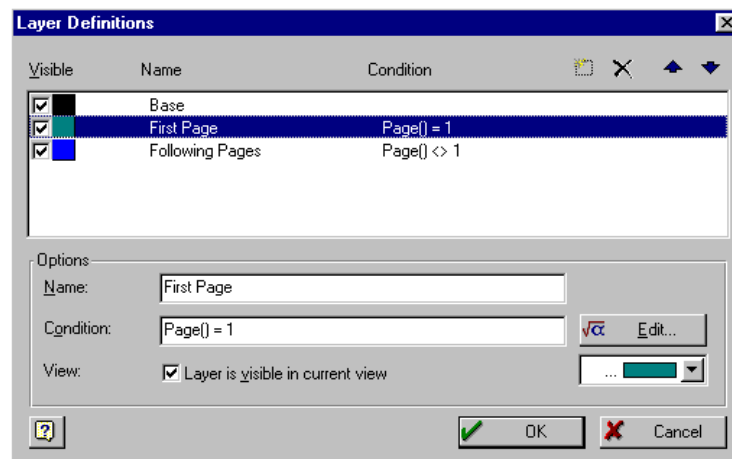 Layer Definitions
Visible Name Condition
Base
First Page Page() = 1
Following Pages Page() <> 1
Options
Name: First Page
Condition: Page() = 1 √α Edit...
View: Layer is visible in current view ...
? OK Cancel